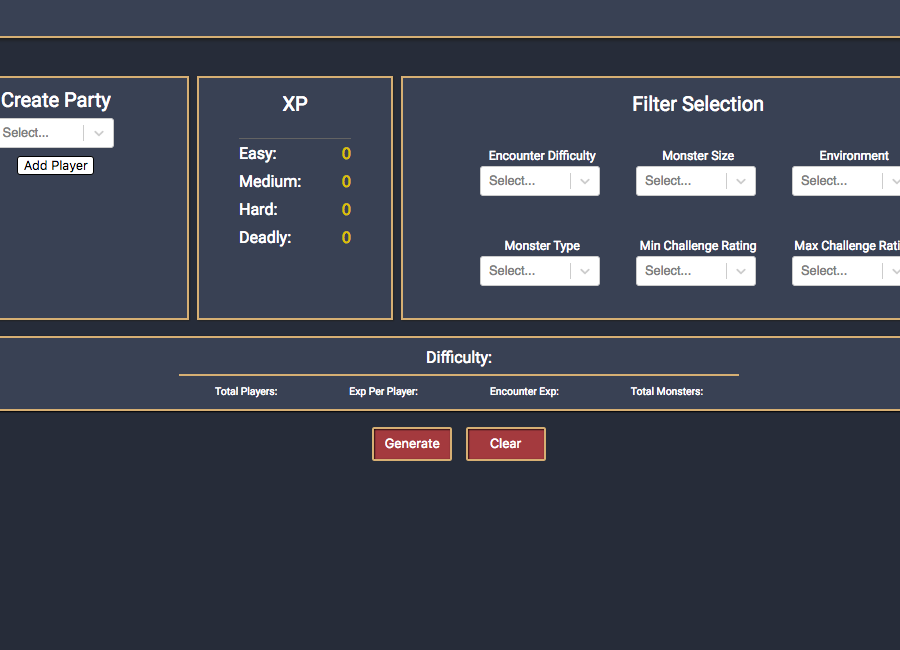 Create Party
Select...
Add Player
XP
Easy: 0
Medium: 0
Hard: 0
Deadly: 0
Filter Selection
Encounter Difficulty
Select...
Monster Size
Select...
Environment
Select...
Monster Type
Select...
Min Challenge Rating
Select...
Max Challenge Rati
Select...
Difficulty:
Total Players: Exp Per Player: Encounter Exp: Total Monsters:
Generate Clear